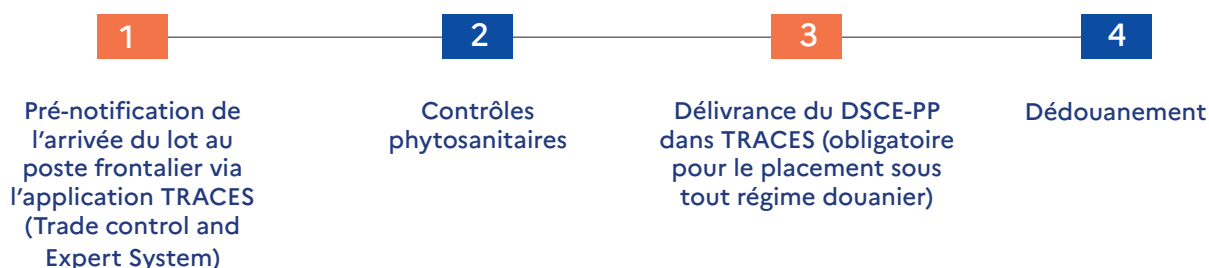 1
Pré-notification de
l’arrivée du lot au
poste frontalier via
l’application TRACES
(Trade control and
Expert System)
2
Contrôles
phytosanitaires
3
Délivrance du DSCE-PP
dans TRACES (obligatoire
pour le placement sous
tout régime douanier)
4
Dédouanement